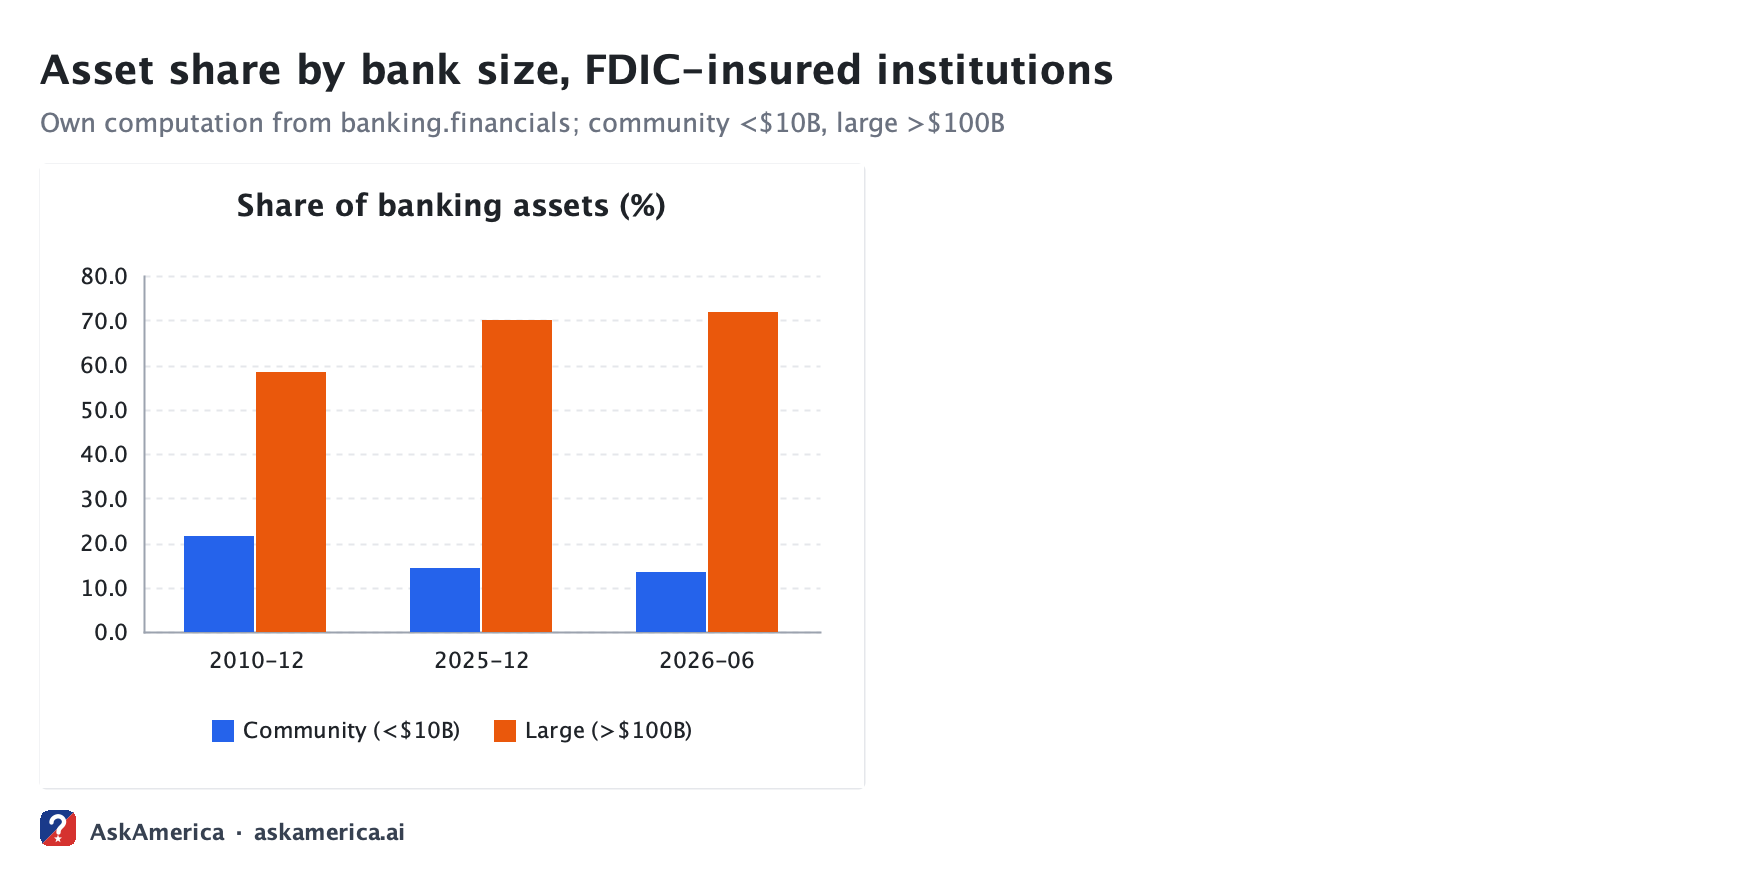 Asset share by bank size, FDIC-insured institutions
Own computation from banking.financials; community <$10B, large >$100B
Share of banking assets (%)
80.0
70.0
60.0
50.0
40.0
30.0
20.0
10.0
0.0
2010-12 2025-12 2026-06
Community (<$10B) Large (>$100B)
AskAmerica · askamerica.ai